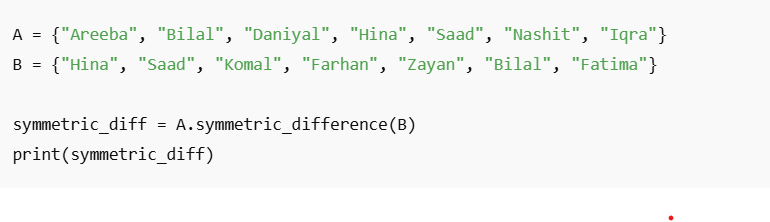 A = {"Areeba", "Bilal", "Daniyal", "Hina", "Saad", "Nashit", "Iqra"}
B = {"Hina", "Saad", "Komal", "Farhan", "Zayan", "Bilal", "Fatima"}
symmetric_diff = A.symmetric_difference(B)
print(symmetric_diff)